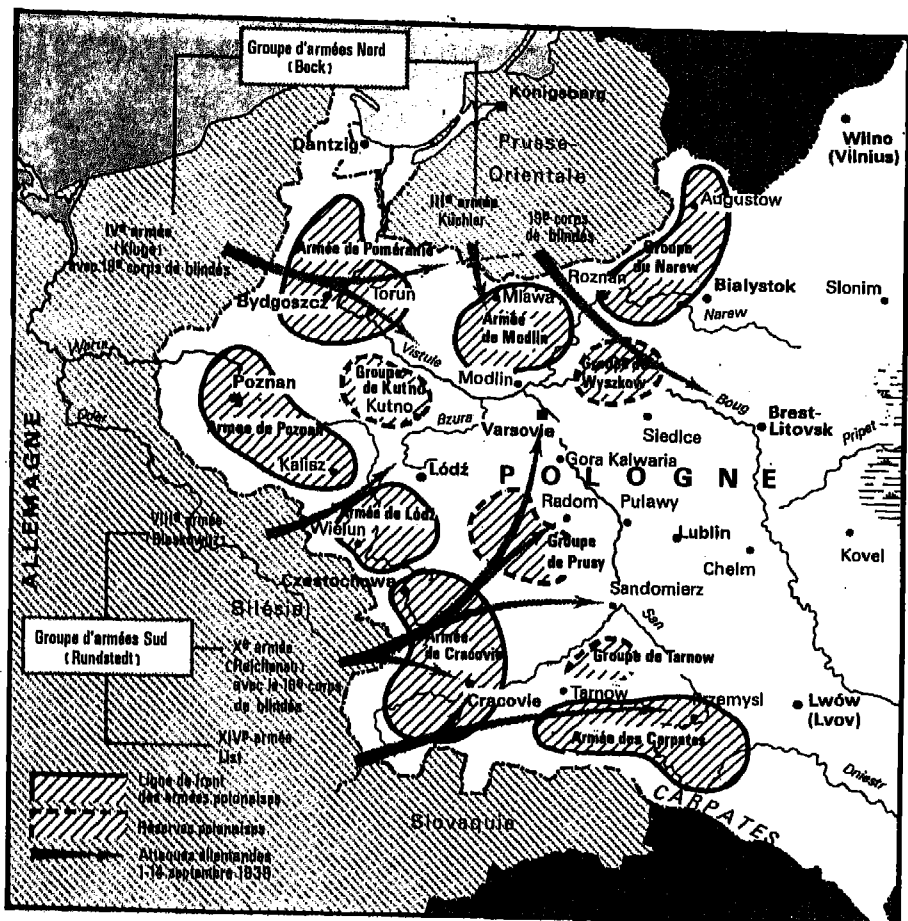 Groupe d'armées Nord
(Bock)
Königsberg
Dantzig
Prusse-
Orientale
Wilno
(Vilnius)
IVe armée
(Kluge)
avec 19e corps de blindés
IIIe armée
Küchler
19e corps
de blindés
Augustow
Armée de Poméranie
Groupe
du Narew
Roznan
Bydgoszcz
Torun
Mlawa
Bialystok
Slonim
Armée
de Modlin
Narew
Warta
Vistule
Groupe
de Kutno
Kutno
Modlin
Groupe de
Wyszkow
Poznan
Oder
Bzura
Varsovie
Boug
Brest-
Litovsk
Armée de Poznan
Siedlce
Pripet
Kalisz
Łódź
Gora Kalwaria
POLOGNE
ALLEMAGNE
VIIIe armée
(Blaskowitz)
Armée de Łódź
Radom
Pulawy
Wielun
Groupe
de Prusy
Lublin
Chelm
Kovel
Czestochowa
Silésie
Sandomierz
Groupe d'armées Sud
(Rundstedt)
Xe armée
(Reichenau)
avec le 16e corps
de blindés
Armée
de Cracovie
San
Groupe de Tarnow
Cracovie
Tarnow
Przemysl
Lwów
(Lvov)
XIVe armée
List
Armée des Carpates
Dniestr
CARPATES
Slovaquie
Ligne de front
des armées polonaises
Réserves polonaises
Attaques allemandes
1-14 septembre 1939